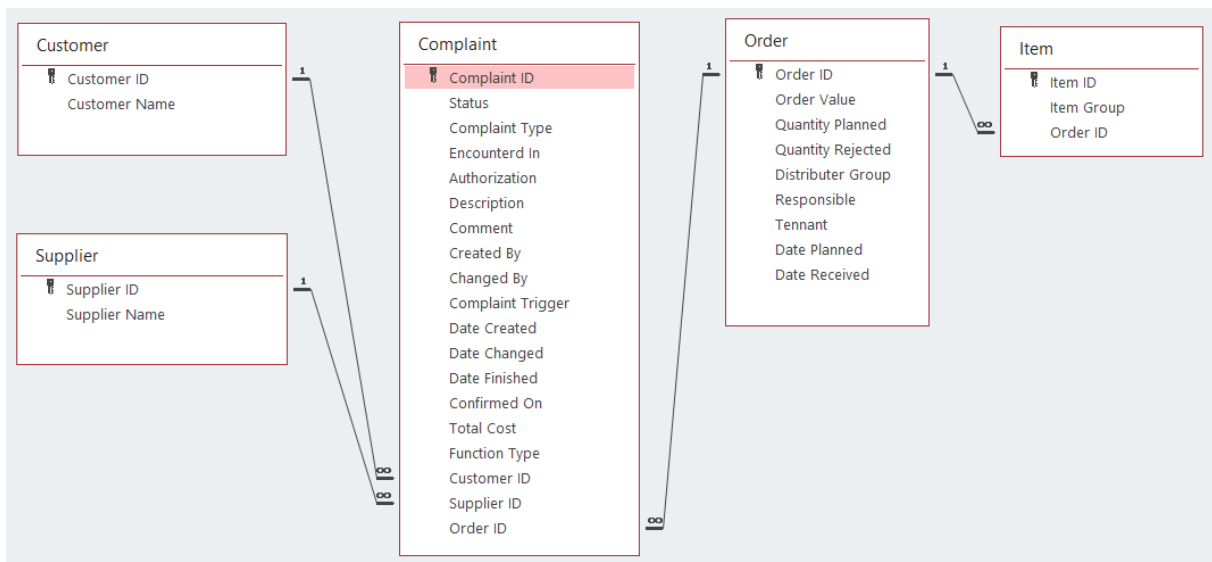 Customer
Customer ID
Customer Name
Supplier
Supplier ID
Supplier Name
Complaint
Complaint ID
Status
Complaint Type
Encounterd In
Authorization
Description
Comment
Created By
Changed By
Complaint Trigger
Date Created
Date Changed
Date Finished
Confirmed On
Total Cost
Function Type
Customer ID
Supplier ID
Order ID
Order
Order ID
Order Value
Quantity Planned
Quantity Rejected
Distributer Group
Responsible
Tennant
Date Planned
Date Received
Item
Item ID
Item Group
Order ID
1
∞
1
∞
1
∞
1
∞